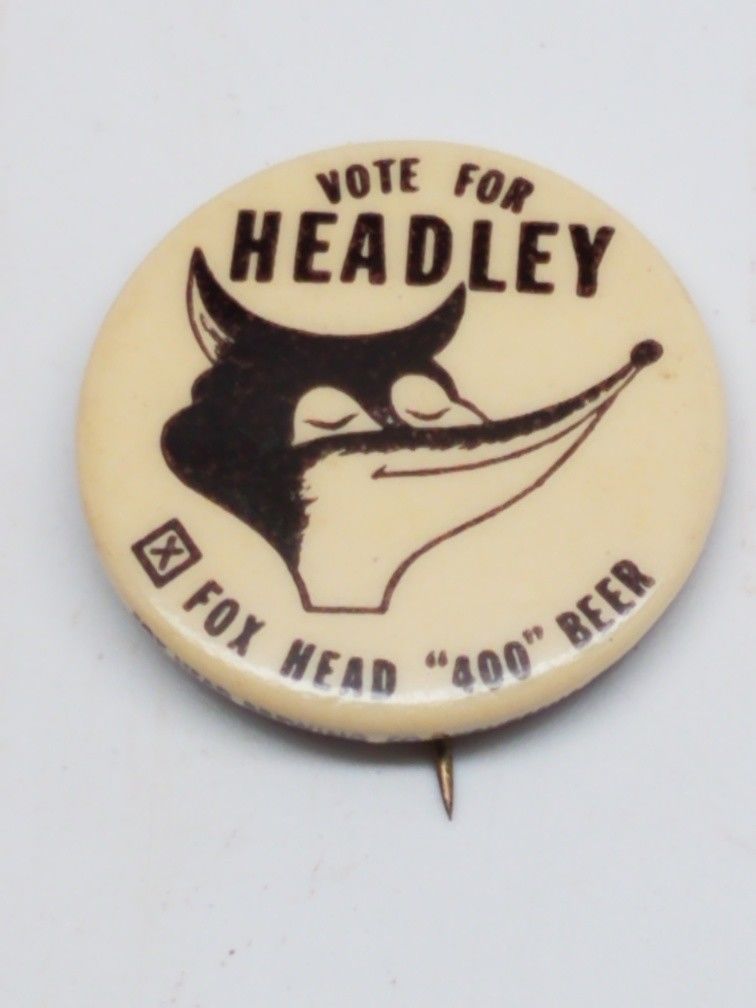 VOTE FOR
HEADLEY
X FOX HEAD "400" BEER